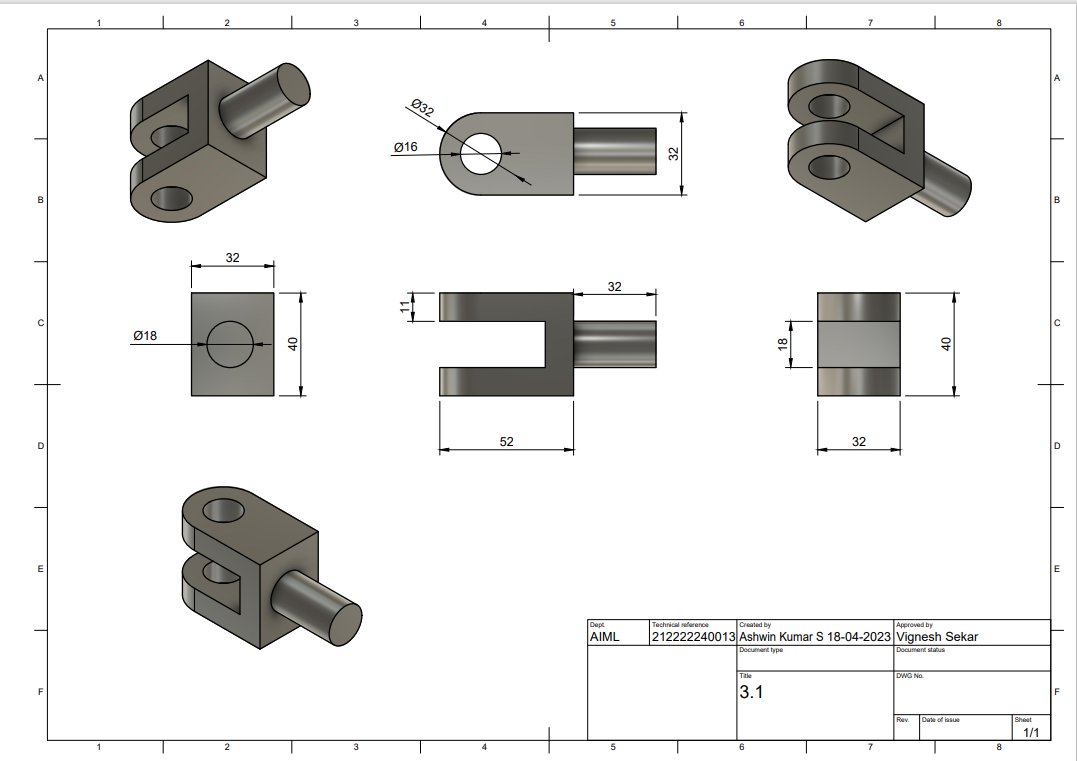 1 2 3 4 5 6 7 8
A A
Ø32
Ø16
32
B B
32
32
11
Ø18
40
C C
18
40
52
32
D D
E E
Dept. Technical reference Created by Approved by
AIML 212222240013 Ashwin Kumar S 18-04-2023 Vignesh Sekar
Document type Document status
Title DWG No.
3.1
F F
Rev. Date of issue Sheet
1/1
1 2 3 4 5 6 7 8